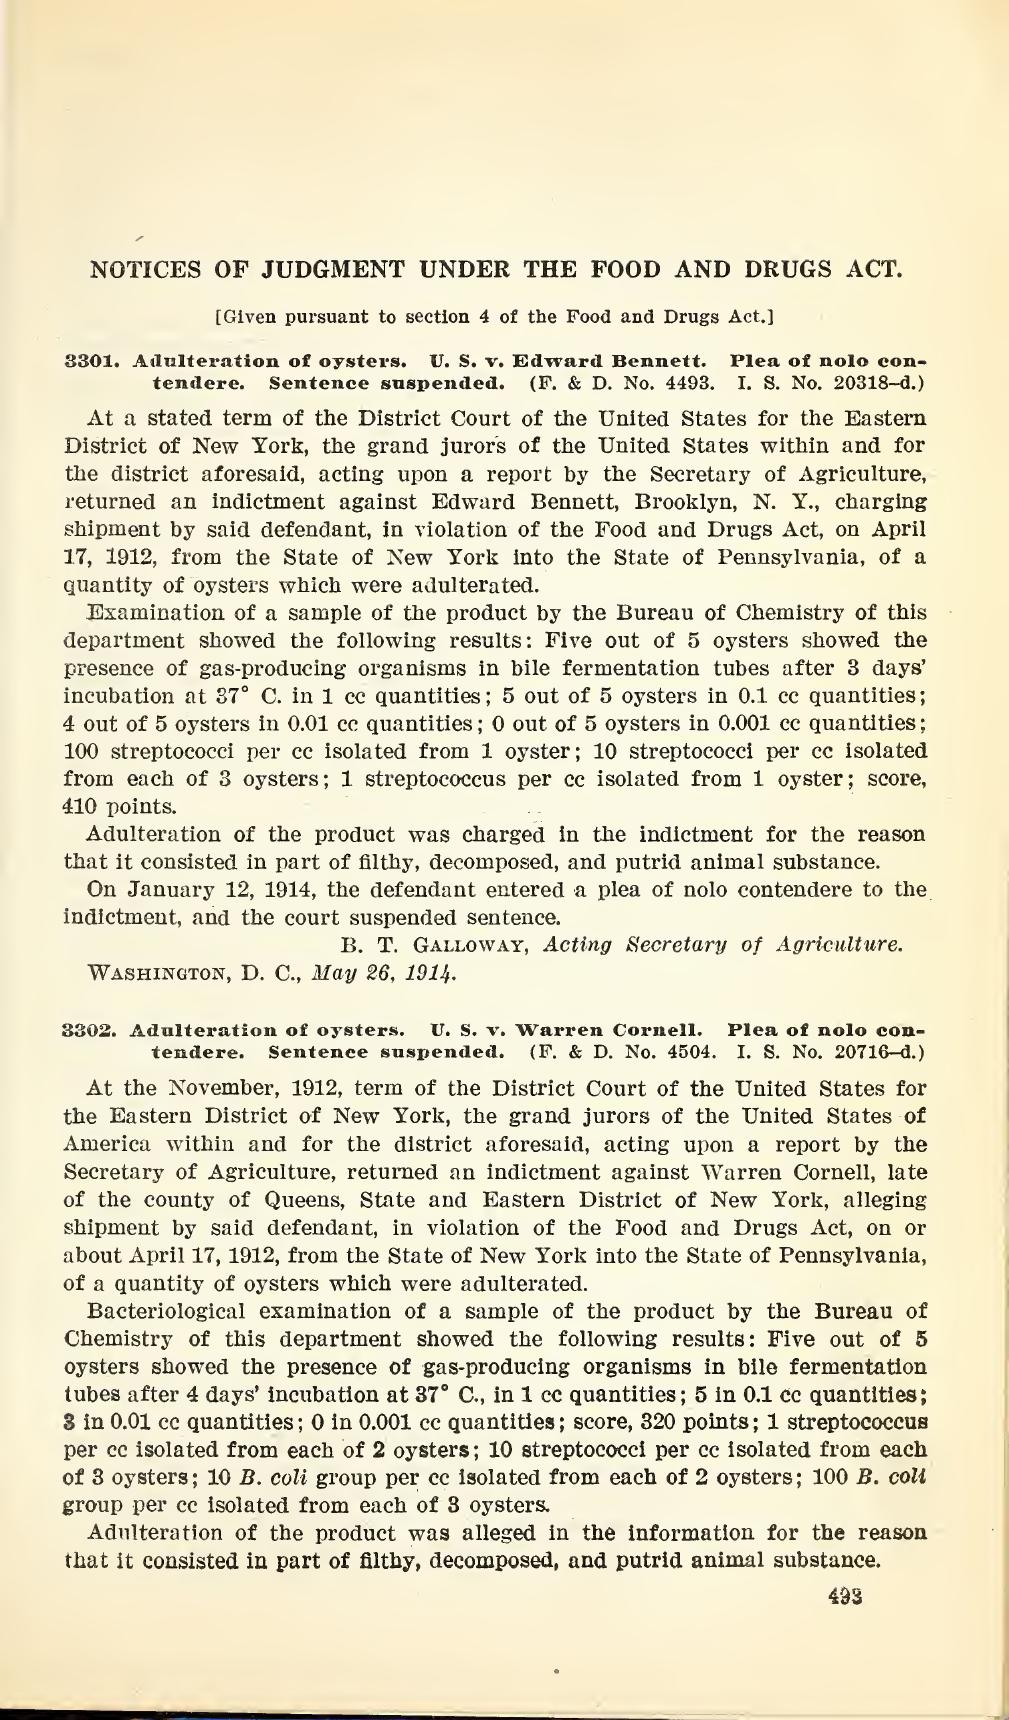 NOTICES OF JUDGMENT UNDER THE FOOD AND DRUGS ACT.
[Given pursuant to section 4 of the Food and Drugs Act.]
3301. Adulteration of oysters. U. S. v. Edward Bennett. Plea of nolo con-
tendere. Sentence suspended. (F. & D. No. 4493. I. S. No. 20318–d.)
At a stated term of the District Court of the United States for the Eastern
District of New York, the grand jurors of the United States within and for
the district aforesaid, acting upon a report by the Secretary of Agriculture,
returned an indictment against Edward Bennett, Brooklyn, N. Y., charging
shipment by said defendant, in violation of the Food and Drugs Act, on April
17, 1912, from the State of New York into the State of Pennsylvania, of a
quantity of oysters which were adulterated.
Examination of a sample of the product by the Bureau of Chemistry of this
department showed the following results: Five out of 5 oysters showed the
presence of gas-producing organisms in bile fermentation tubes after 3 days'
incubation at 37° C. in 1 cc quantities; 5 out of 5 oysters in 0.1 cc quantities;
4 out of 5 oysters in 0.01 cc quantities; 0 out of 5 oysters in 0.001 cc quantities;
100 streptococci per cc isolated from 1 oyster; 10 streptococci per cc isolated
from each of 3 oysters; 1 streptococcus per cc isolated from 1 oyster; score,
410 points.
Adulteration of the product was charged in the indictment for the reason
that it consisted in part of filthy, decomposed, and putrid animal substance.
On January 12, 1914, the defendant entered a plea of nolo contendere to the
indictment, and the court suspended sentence.
B. T. GALLOWAY, Acting Secretary of Agriculture.
WASHINGTON, D. C., May 26, 1914.
3302. Adulteration of oysters. U. S. v. Warren Cornell. Plea of nolo con-
tendere. Sentence suspended. (F. & D. No. 4504. I. S. No. 20716–d.)
At the November, 1912, term of the District Court of the United States for
the Eastern District of New York, the grand jurors of the United States of
America within and for the district aforesaid, acting upon a report by the
Secretary of Agriculture, returned an indictment against Warren Cornell, late
of the county of Queens, State and Eastern District of New York, alleging
shipment by said defendant, in violation of the Food and Drugs Act, on or
about April 17, 1912, from the State of New York into the State of Pennsylvania,
of a quantity of oysters which were adulterated.
Bacteriological examination of a sample of the product by the Bureau of
Chemistry of this department showed the following results: Five out of 5
oysters showed the presence of gas-producing organisms in bile fermentation
tubes after 4 days' incubation at 37° C., in 1 cc quantities; 5 in 0.1 cc quantities;
3 in 0.01 cc quantities; 0 in 0.001 cc quantities; score, 320 points; 1 streptococcus
per cc isolated from each of 2 oysters; 10 streptococci per cc isolated from each
of 3 oysters; 10 B. coli group per cc isolated from each of 2 oysters; 100 B. coli
group per cc isolated from each of 3 oysters.
Adulteration of the product was alleged in the information for the reason
that it consisted in part of filthy, decomposed, and putrid animal substance.
493